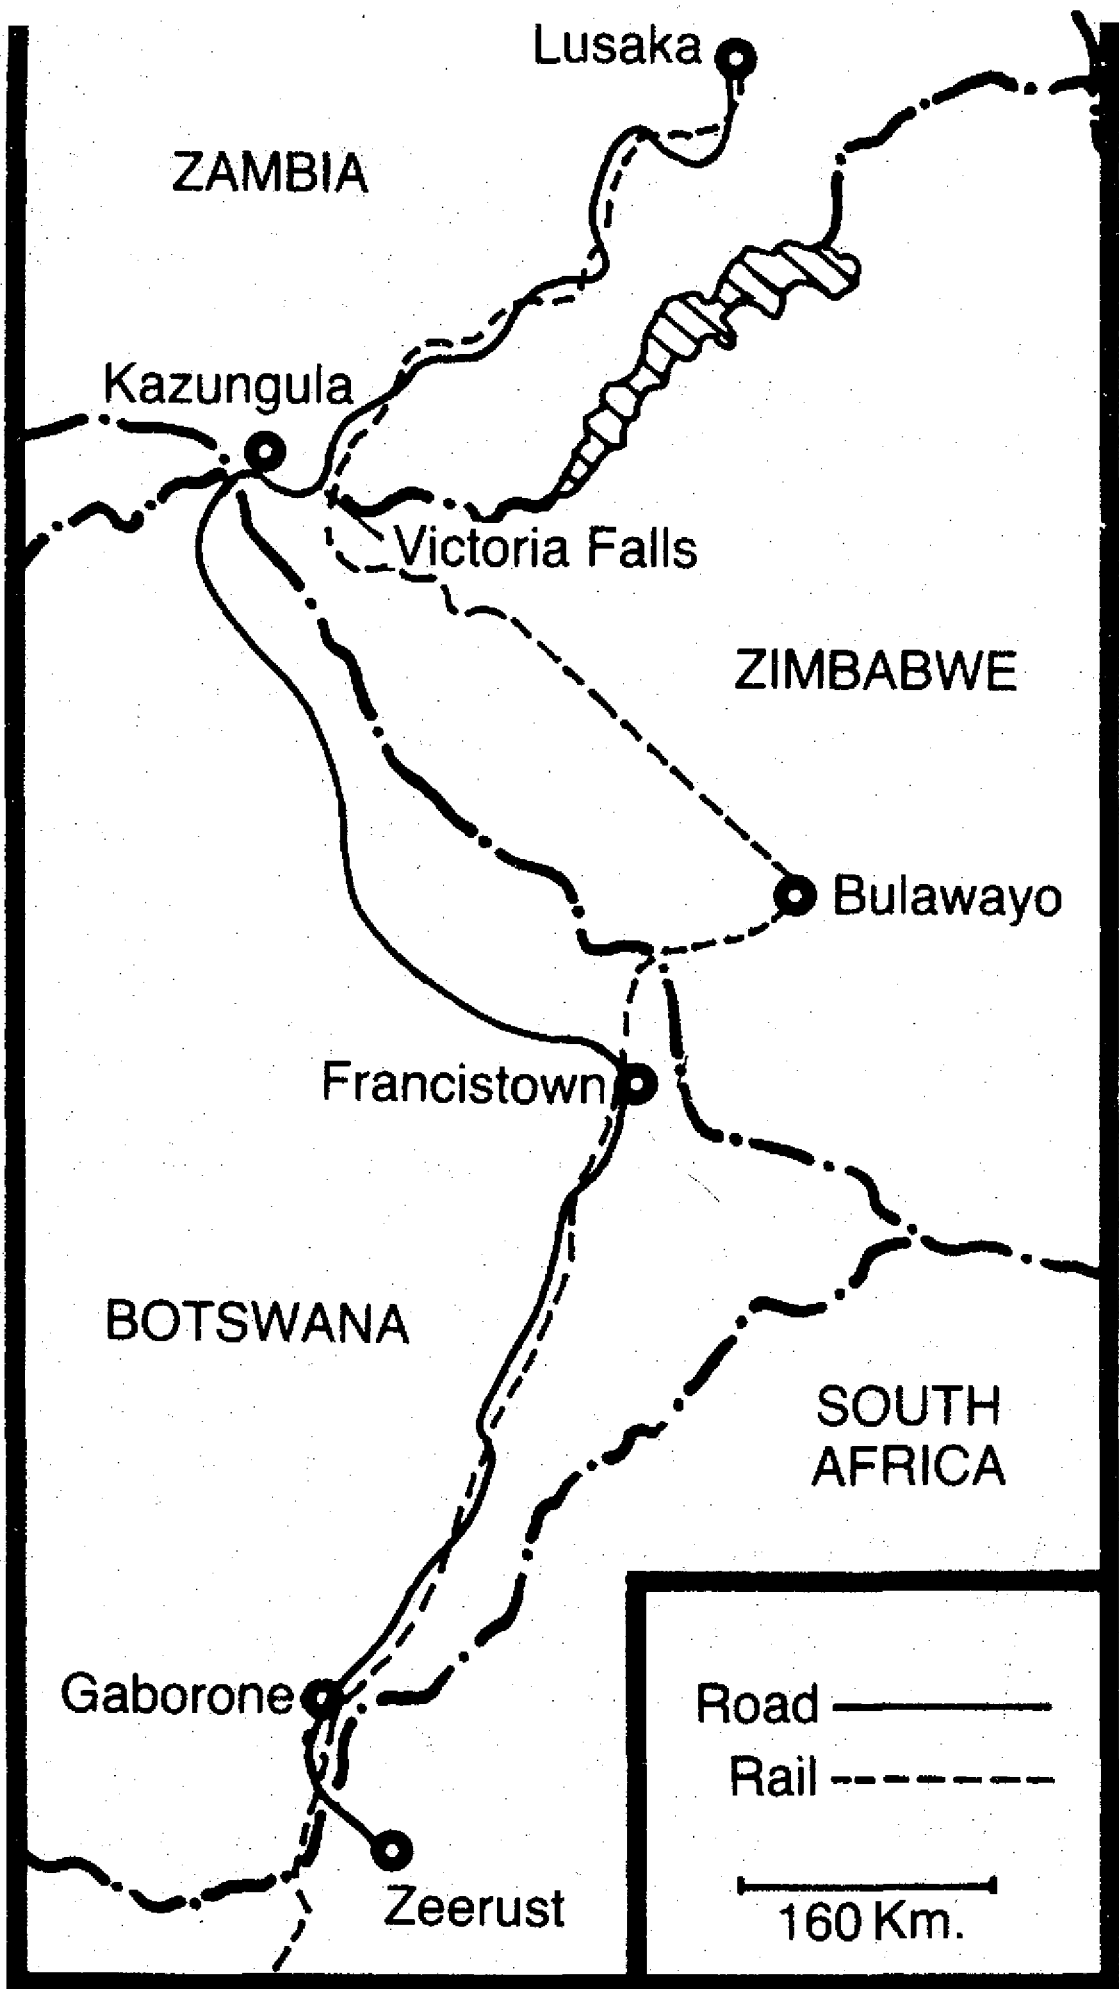 Lusaka
ZAMBIA
Kazungula
Victoria Falls
ZIMBABWE
Bulawayo
Francistown
BOTSWANA
SOUTH
AFRICA
Gaborone
Road
Rail
Zeerust
160 Km.